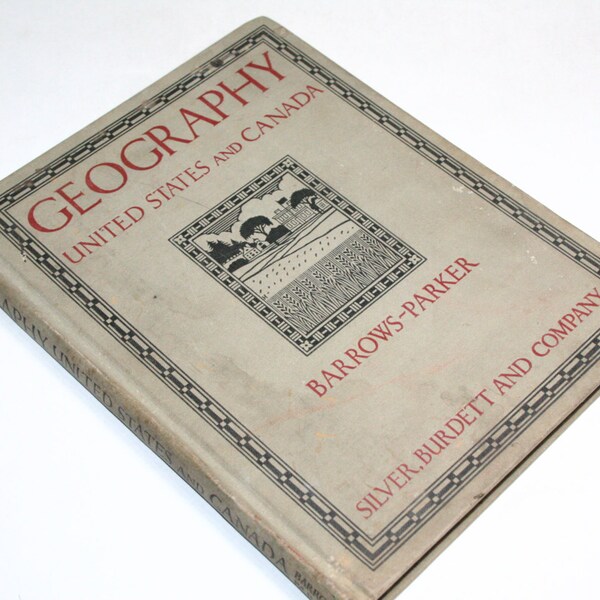 GEOGRAPHY
UNITED STATES AND CANADA
BARROWS-PARKER
SILVER, BURDETT AND COMPANY
UNITED STATES AND CANADA